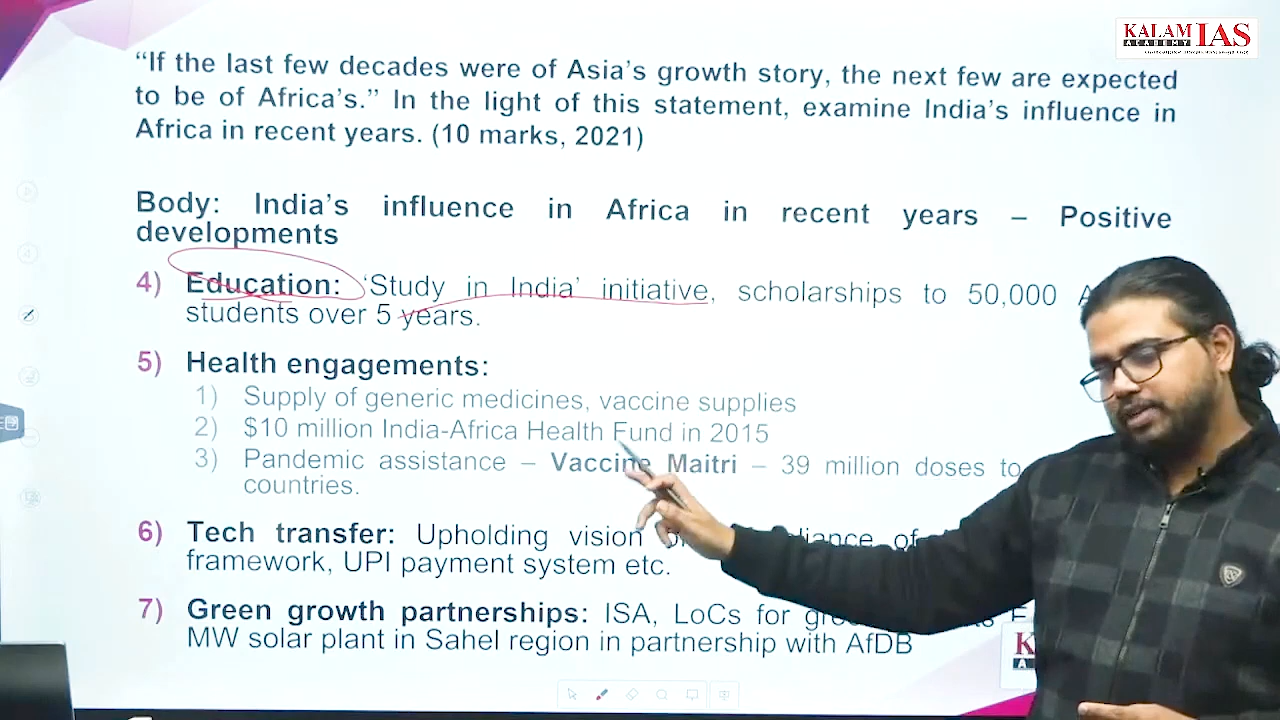 KALAM IAS
ACADEMY
“If the last few decades were of Asia’s growth story, the next few are expected
to be of Africa’s.” In the light of this statement, examine India’s influence in
Africa in recent years. (10 marks, 2021)
Body: India’s influence in Africa in recent years – Positive
developments
4) Education: ‘Study in India’ initiative, scholarships to 50,000
students over 5 years.
5) Health engagements:
1) Supply of generic medicines, vaccine supplies
2) $10 million India-Africa Health Fund in 2015
3) Pandemic assistance – Vaccine Maitri – 39 million doses to
countries.
6) Tech transfer: Upholding vision of
framework, UPI payment system etc.
7) Green growth partnerships: ISA, LoCs for
MW solar plant in Sahel region in partnership with AfDB